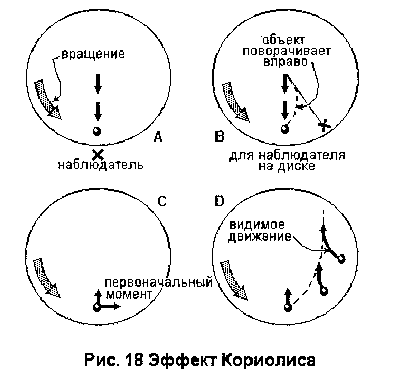 вращение
A
наблюдатель
объект
поворачивает
вправо
B
для наблюдателя
на диске
C
первоначальный
момент
D
видимое
движение
Рис. 18 Эффект Кориолиса